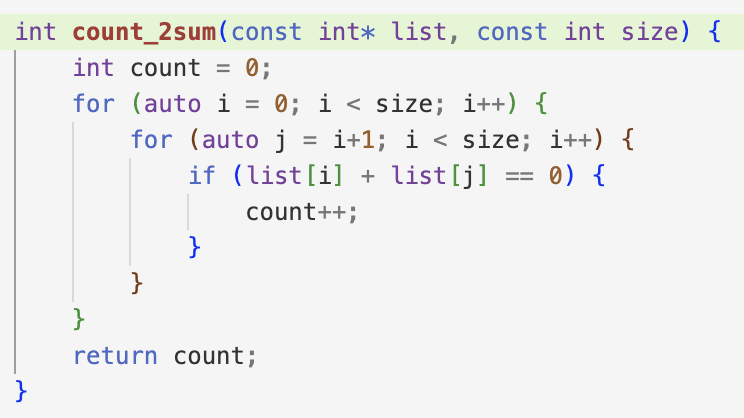 int count_2sum(const int* list, const int size) {
    int count = 0;
    for (auto i = 0; i < size; i++) {
        for (auto j = i+1; i < size; i++) {
            if (list[i] + list[j] == 0) {
                count++;
            }
        }
    }
    return count;
}